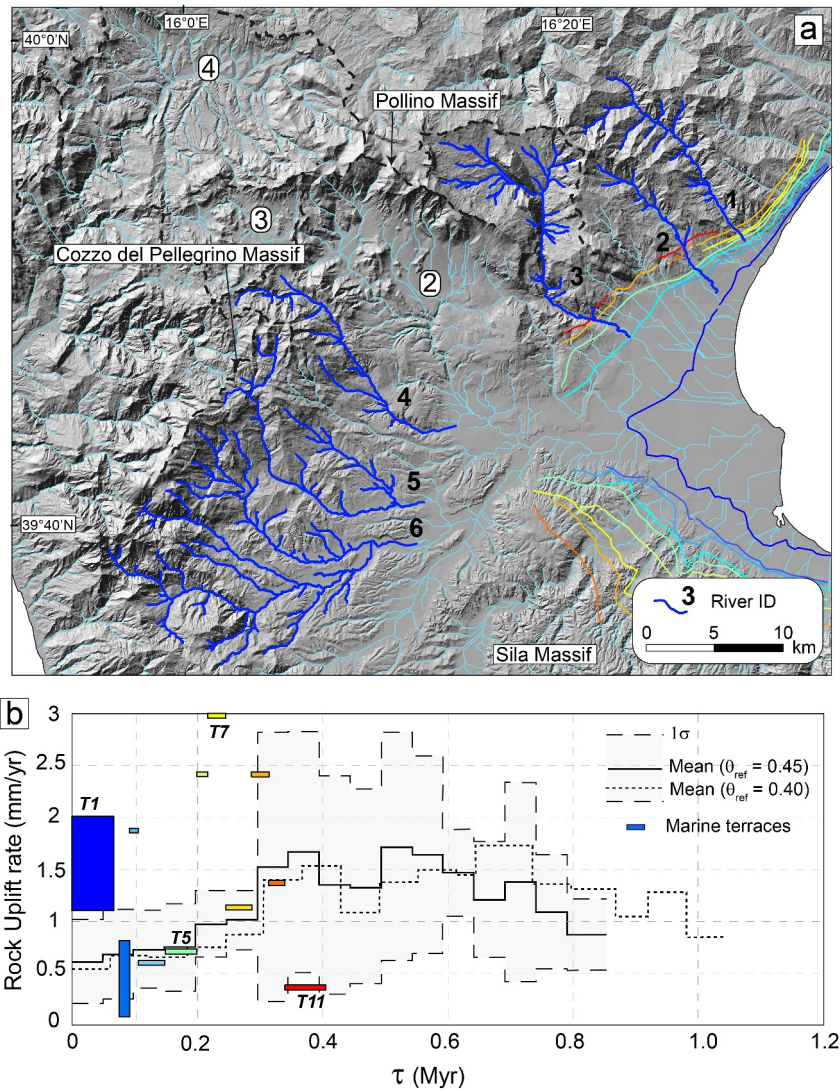 16°0'E
16°20'E
a
40°0'N
4
Pollino Massif
1
3
2
Cozzo del Pellegrino Massif
2
3
4
5
39°40'N
6
3 River ID
0 5 10
km
Sila Massif
b
3
T7
1σ
2.5
Mean (θref = 0.45)
Mean (θref = 0.40)
T1
2
Marine terraces
1.5
1
T5
0.5
T11
0
Rock Uplift rate (mm/yr)
0 0.2 0.4 0.6 0.8 1.0 1.2
τ (Myr)